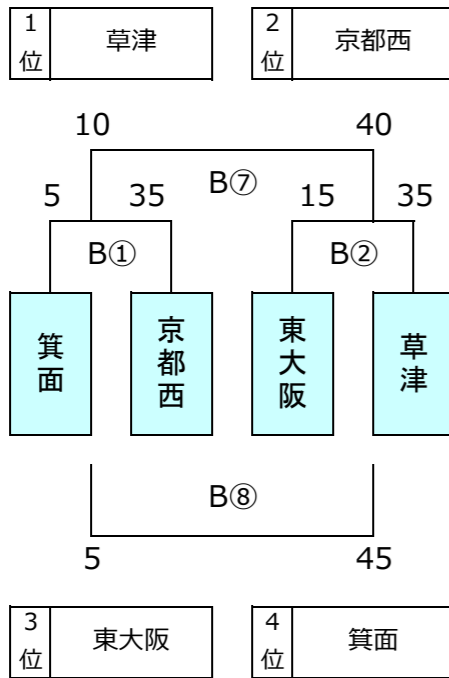 1位 草津 2位 京都西
10 40
B⑦
5 35 15 35
B① B②
箕面 京都西 東大阪 草津
B⑧
5 45
3位 東大阪 4位 箕面